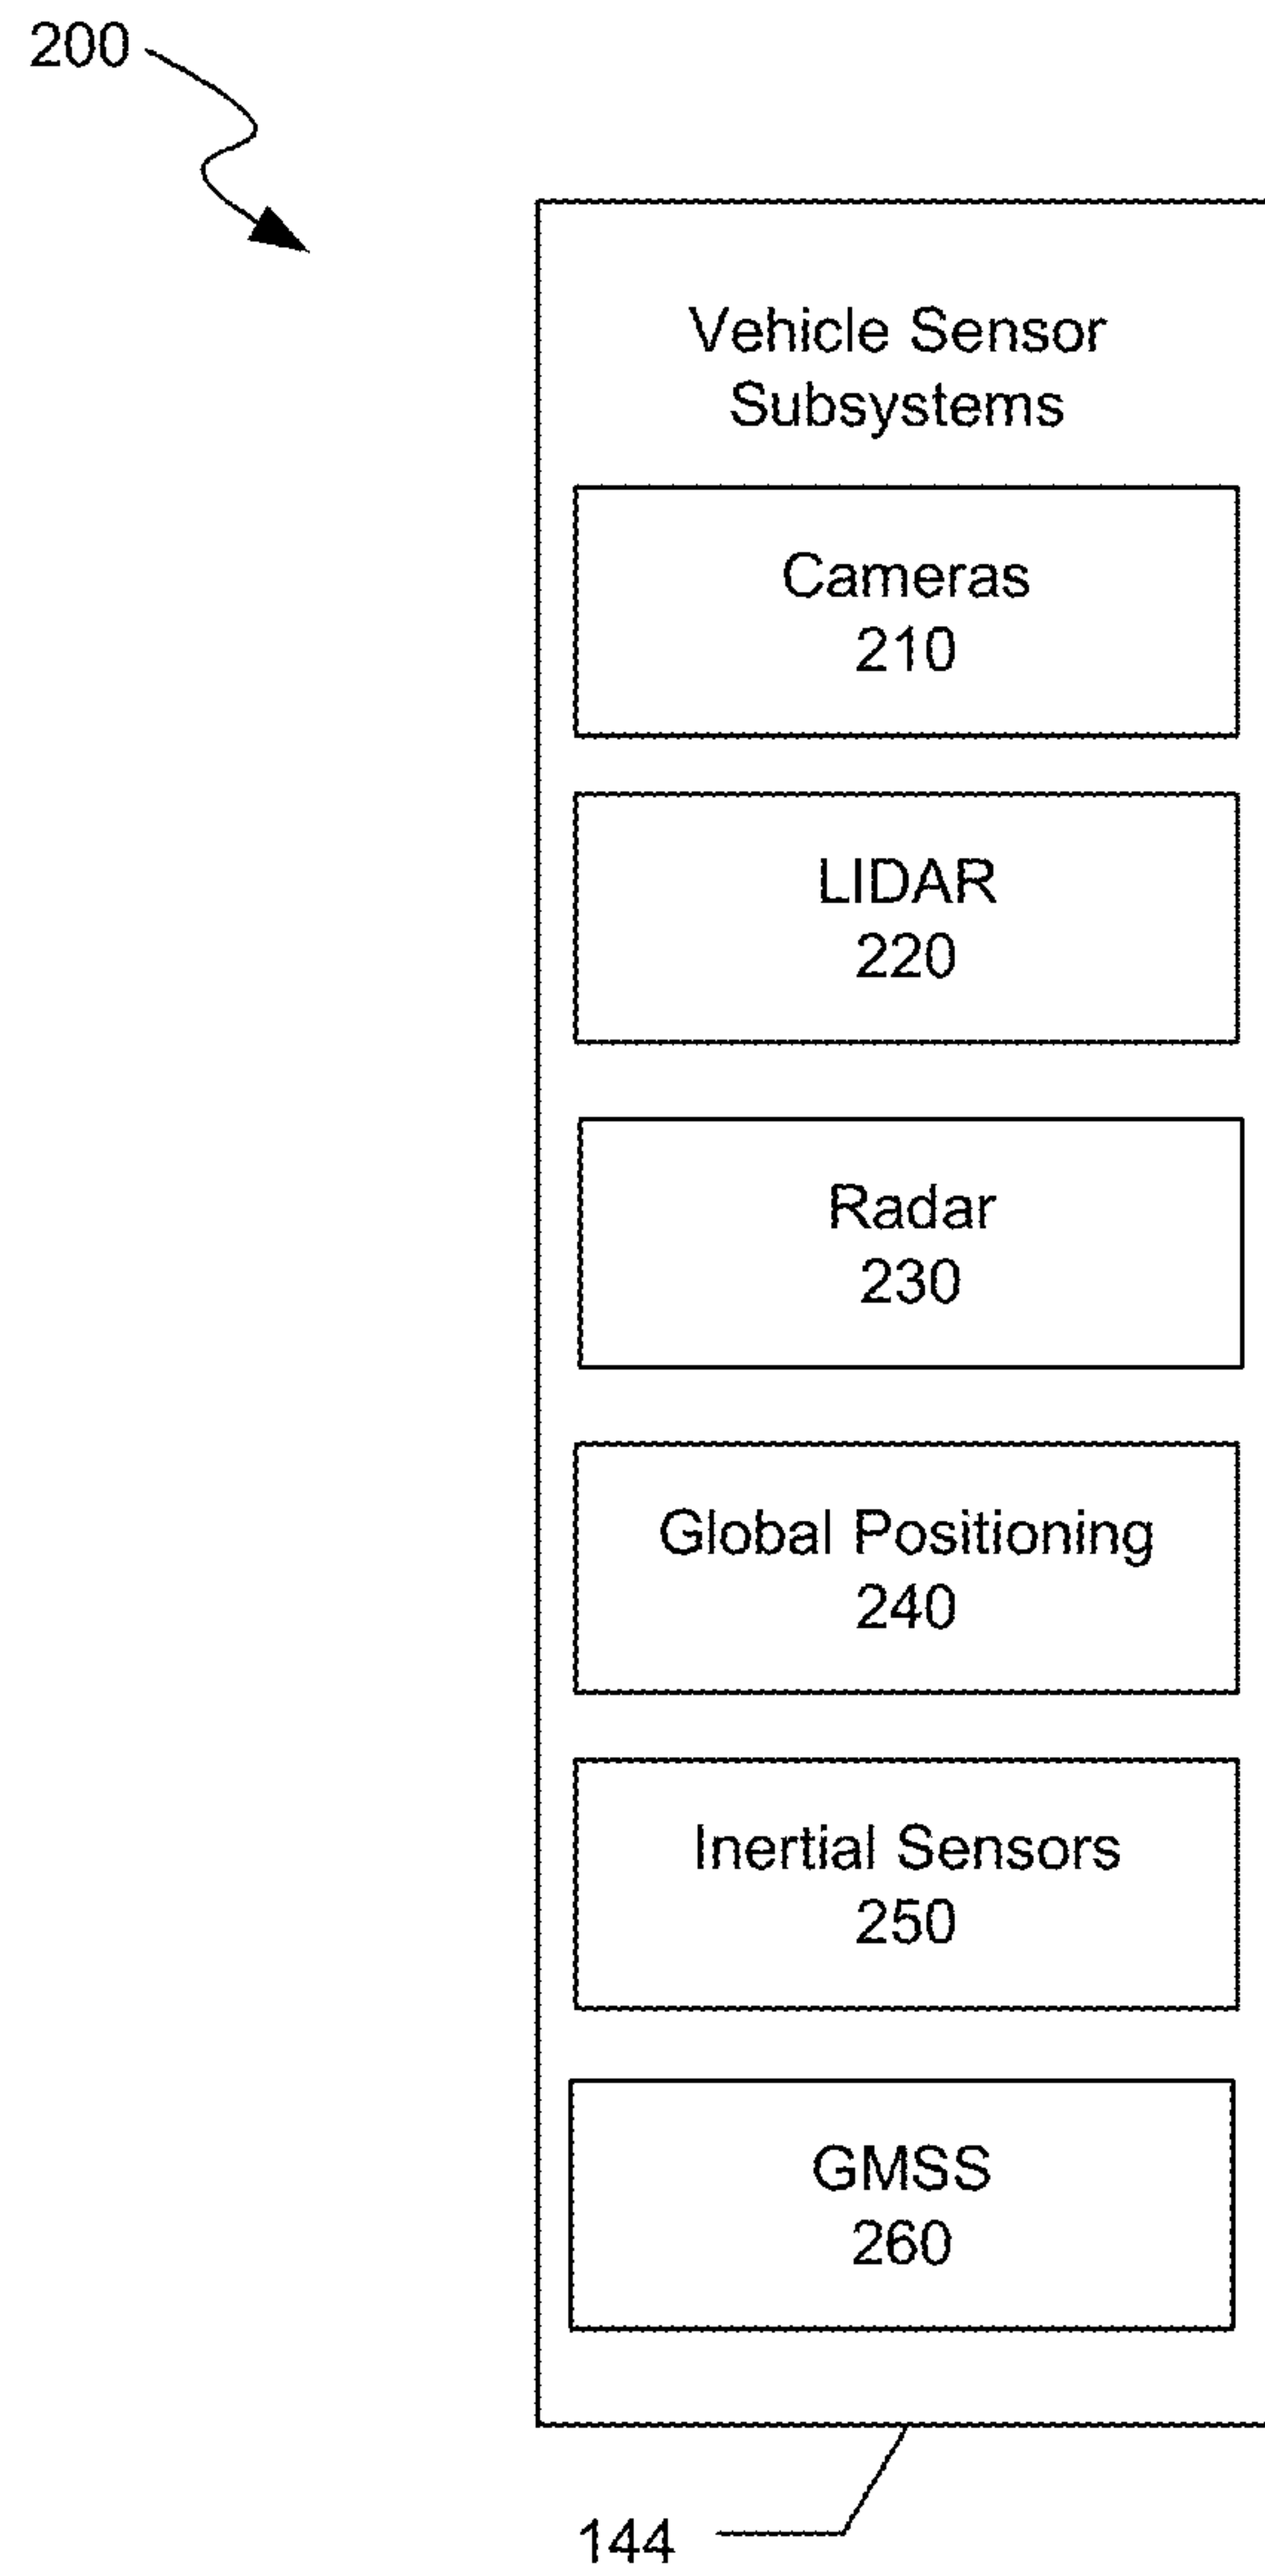 200
Vehicle Sensor
Subsystems
Cameras
210
LIDAR
220
Radar
230
Global Positioning
240
Inertial Sensors
250
GMSS
260
144